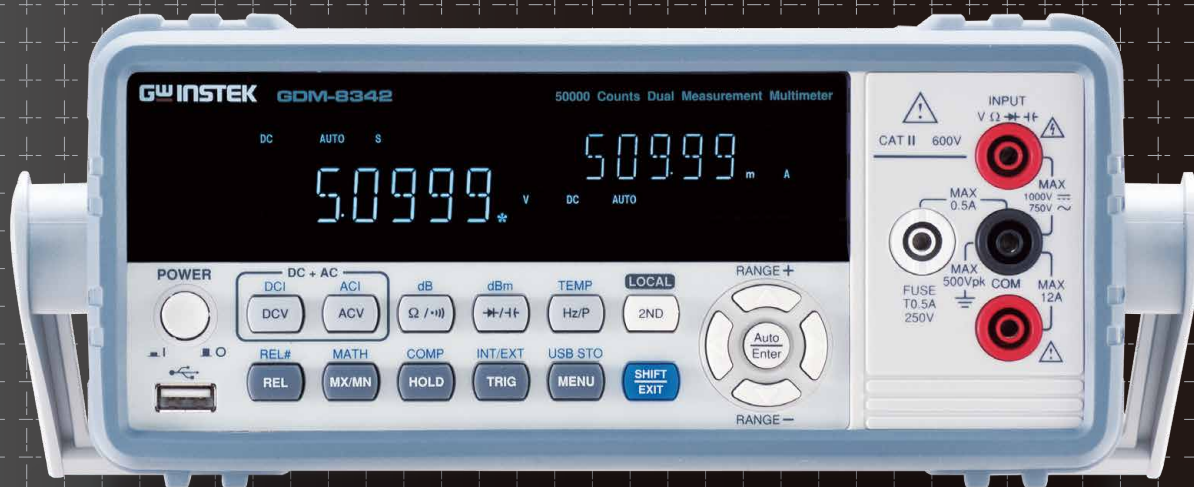 GW INSTEK GDM-8342
50000 Counts Dual Measurement Multimeter
DC AUTO S
5.0999* V
50.999 m A
DC AUTO
POWER
I O
DC + AC
DCI ACI dB dBm TEMP LOCAL
DCV ACV Ω /•))) Hz/P 2ND
REL# MATH COMP INT/EXT USB STO
REL MX/MN HOLD TRIG MENU SHIFT
EXIT
RANGE +
Auto
Enter
RANGE −
INPUT
V Ω
CAT II 600V
MAX
0.5A
MAX
1000V ⎓
750V ~
MAX
500Vpk
COM
FUSE
T0.5A
250V
MAX
12A